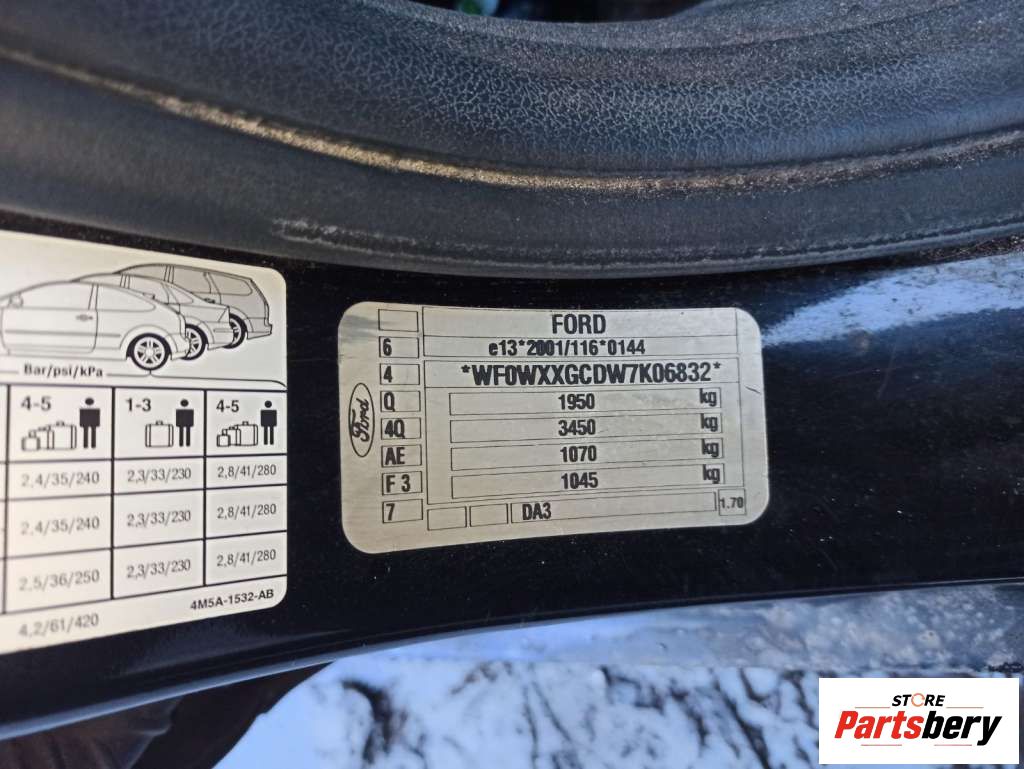 Bar/psi/kPa
4-5 1-3 4-5
2,4/35/240 2,3/33/230 2,8/41/280
2,4/35/240 2,3/33/230 2,8/41/280
2,5/36/250 2,3/33/230 2,8/41/280
4M5A-1532-AB
4,2/61/420
Ford
FORD
6 e13*2001/116*0144
4 *WF0WXXGCDW7K06832*
Q 1950 kg
4Q 3450 kg
AE 1070 kg
F 3 1045 kg
7 DA3 1.70
STORE
Partsbery